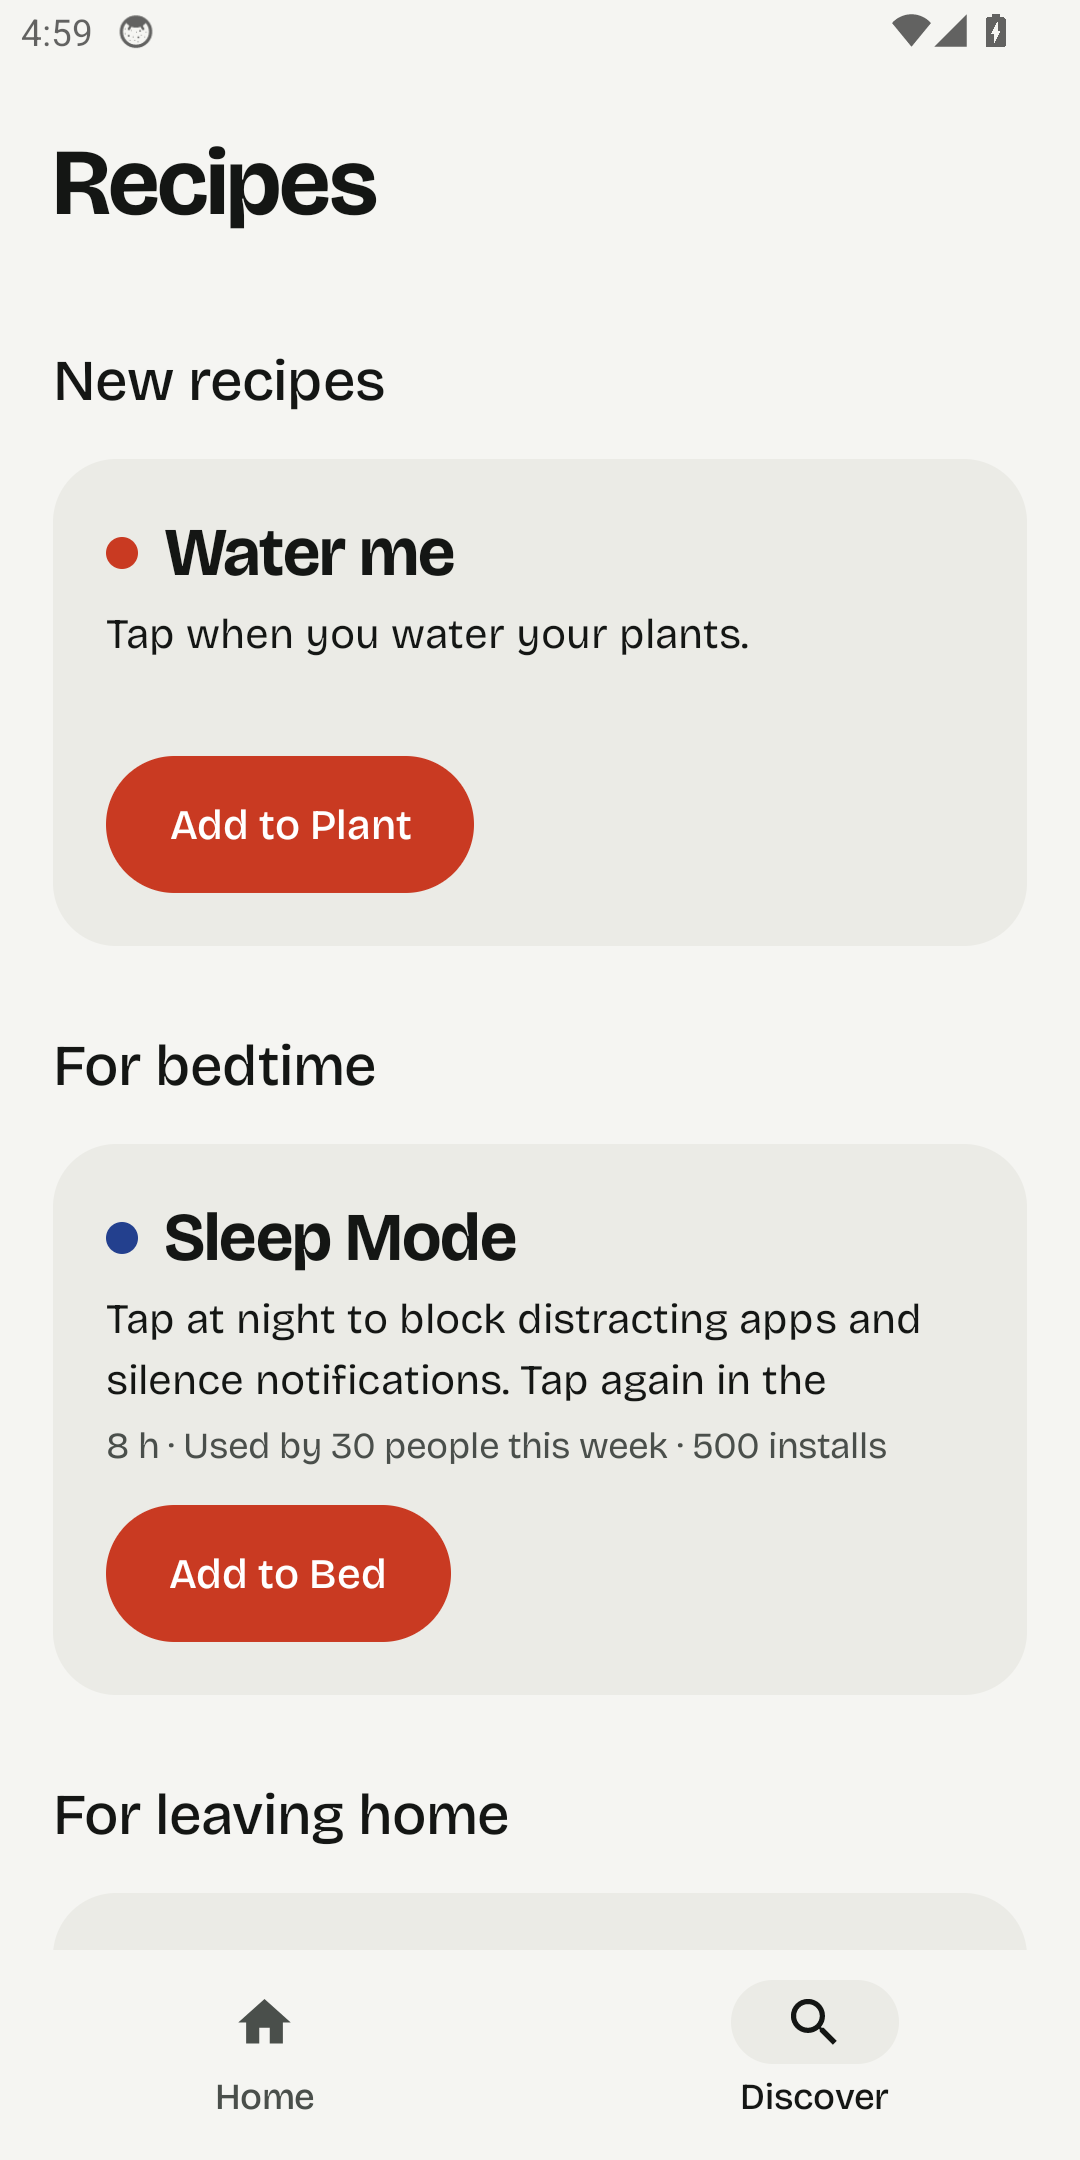 4:59
Recipes
New recipes
Water me
Tap when you water your plants.
Add to Plant
For bedtime
Sleep Mode
Tap at night to block distracting apps and
silence notifications. Tap again in the
8 h · Used by 30 people this week · 500 installs
Add to Bed
For leaving home
Home
Discover